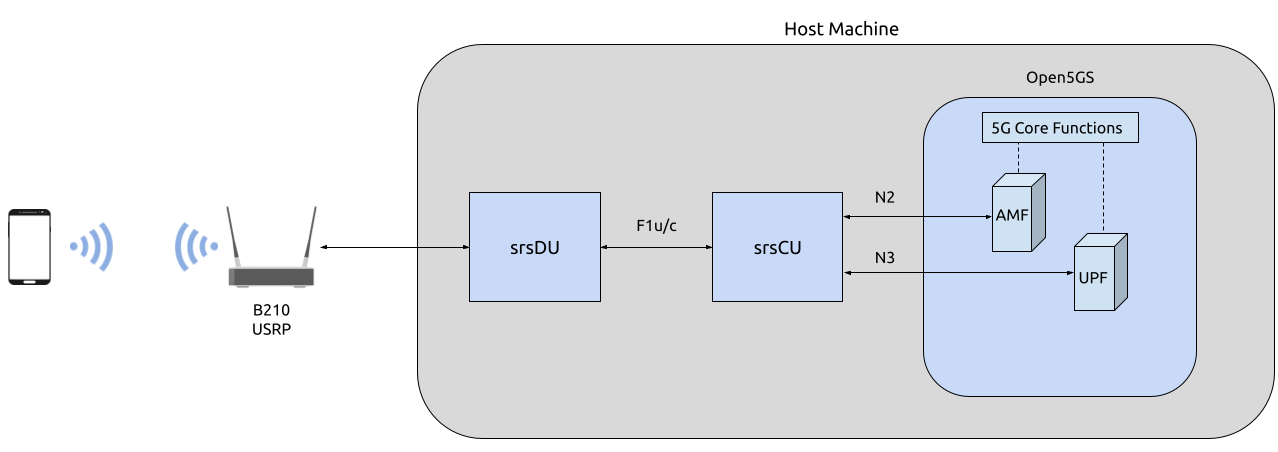 Host Machine
Open5GS
5G Core Functions
N2
AMF
F1u/c
srsDU
srsCU
N3
UPF
B210
USRP